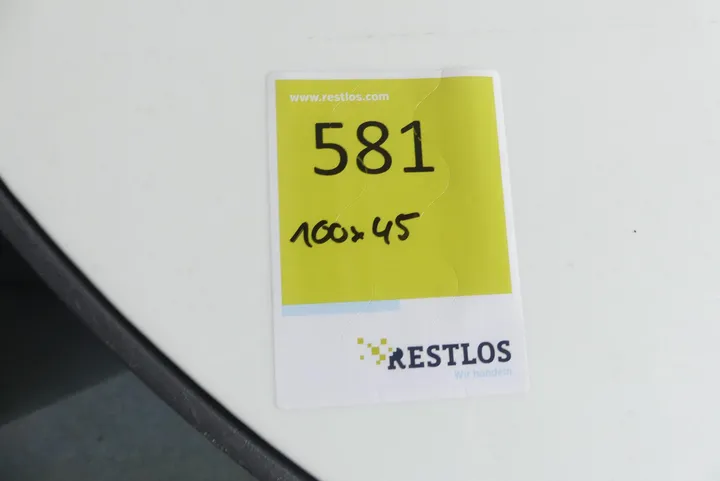 www.restlos.com
581
100x45
RESTLOS
Wir handeln